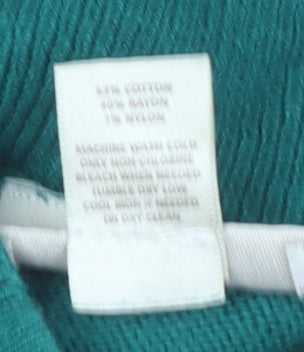 53% COTTON
40% RAYON
7% NYLON
MACHINE WASH COLD
ONLY NON-CHLORINE
BLEACH WHEN NEEDED
TUMBLE DRY LOW
COOL IRON IF NEEDED
OR DRY CLEAN